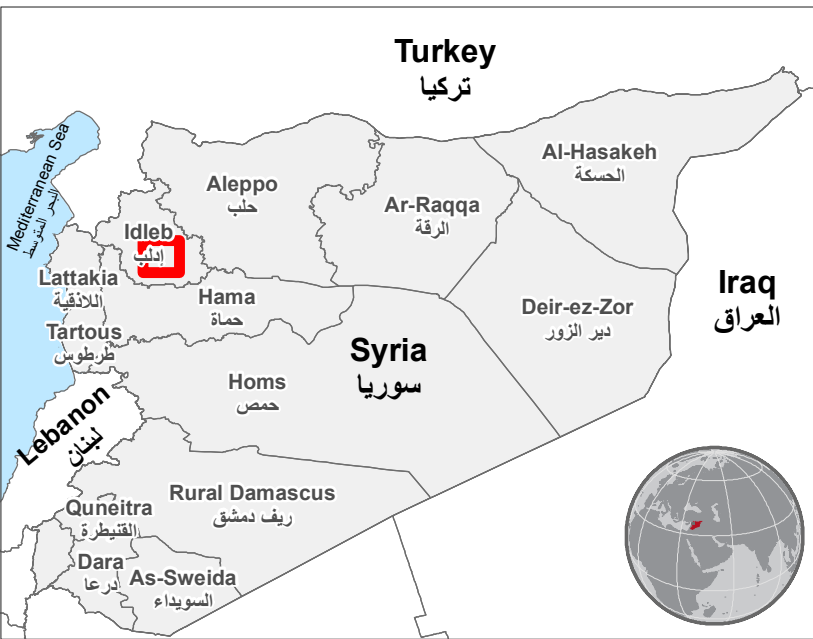 Turkey
تركيا
Mediterranean Sea
البحر المتوسط
Aleppo
حلب
Al-Hasakeh
الحسكة
Ar-Raqqa
الرقة
Idleb
إدلب
Lattakia
اللاذقية
Hama
حماة
Iraq
العراق
Deir-ez-Zor
دير الزور
Tartous
طرطوس
Syria
سوريا
Homs
حمص
Lebanon
لبنان
Rural Damascus
ريف دمشق
Quneitra
القنيطرة
Dara
درعا
As-Sweida
السويداء